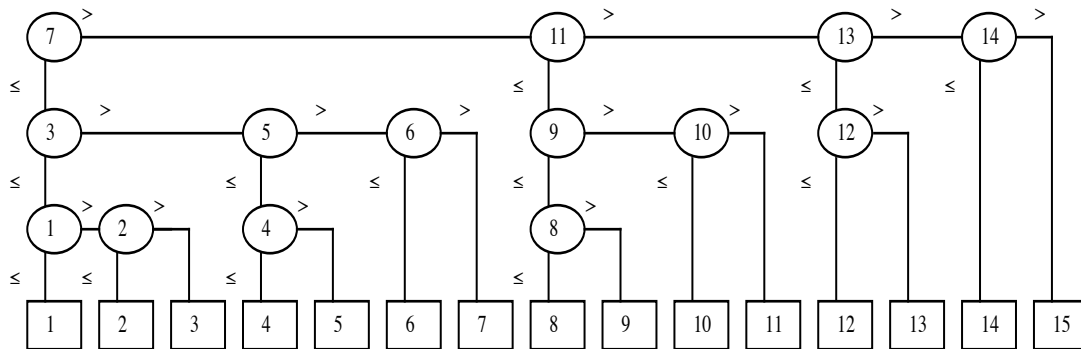 > > > >
7 11 13 14
≤ ≤ ≤ ≤
> > > > > >
3 5 6 9 10 12
≤ ≤ ≤ ≤ ≤ ≤
> > > >
1 2 4 8
≤ ≤ ≤ ≤
1 2 3 4 5 6 7 8 9 10 11 12 13 14 15